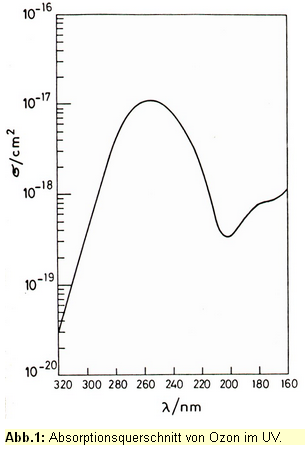 10⁻¹⁶
10⁻¹⁷
10⁻¹⁸
10⁻¹⁹
10⁻²⁰
σ/cm²
320 300 280 260 240 220 200 180 160
λ/nm
Abb.1: Absorptionsquerschnitt von Ozon im UV.